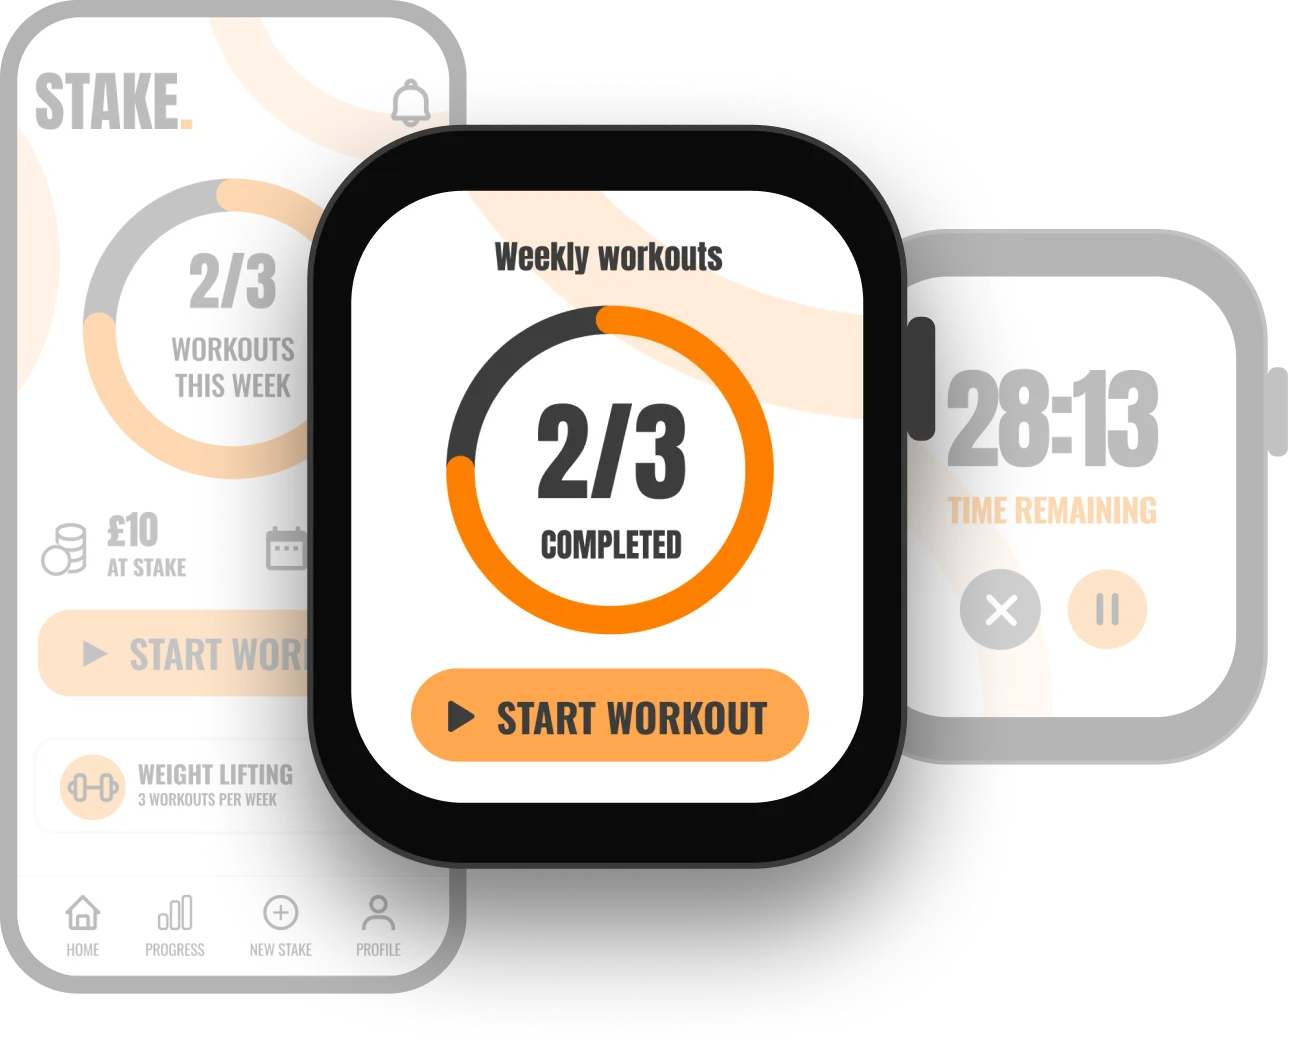 STAKE.
2/3
WORKOUTS
THIS WEEK
£10
AT STAKE
START WOR
WEIGHT LIFTING
3 WORKOUTS PER WEEK
HOME
PROGRESS
NEW STAKE
PROFILE
Weekly workouts
2/3
COMPLETED
START WORKOUT
28:13
TIME REMAINING